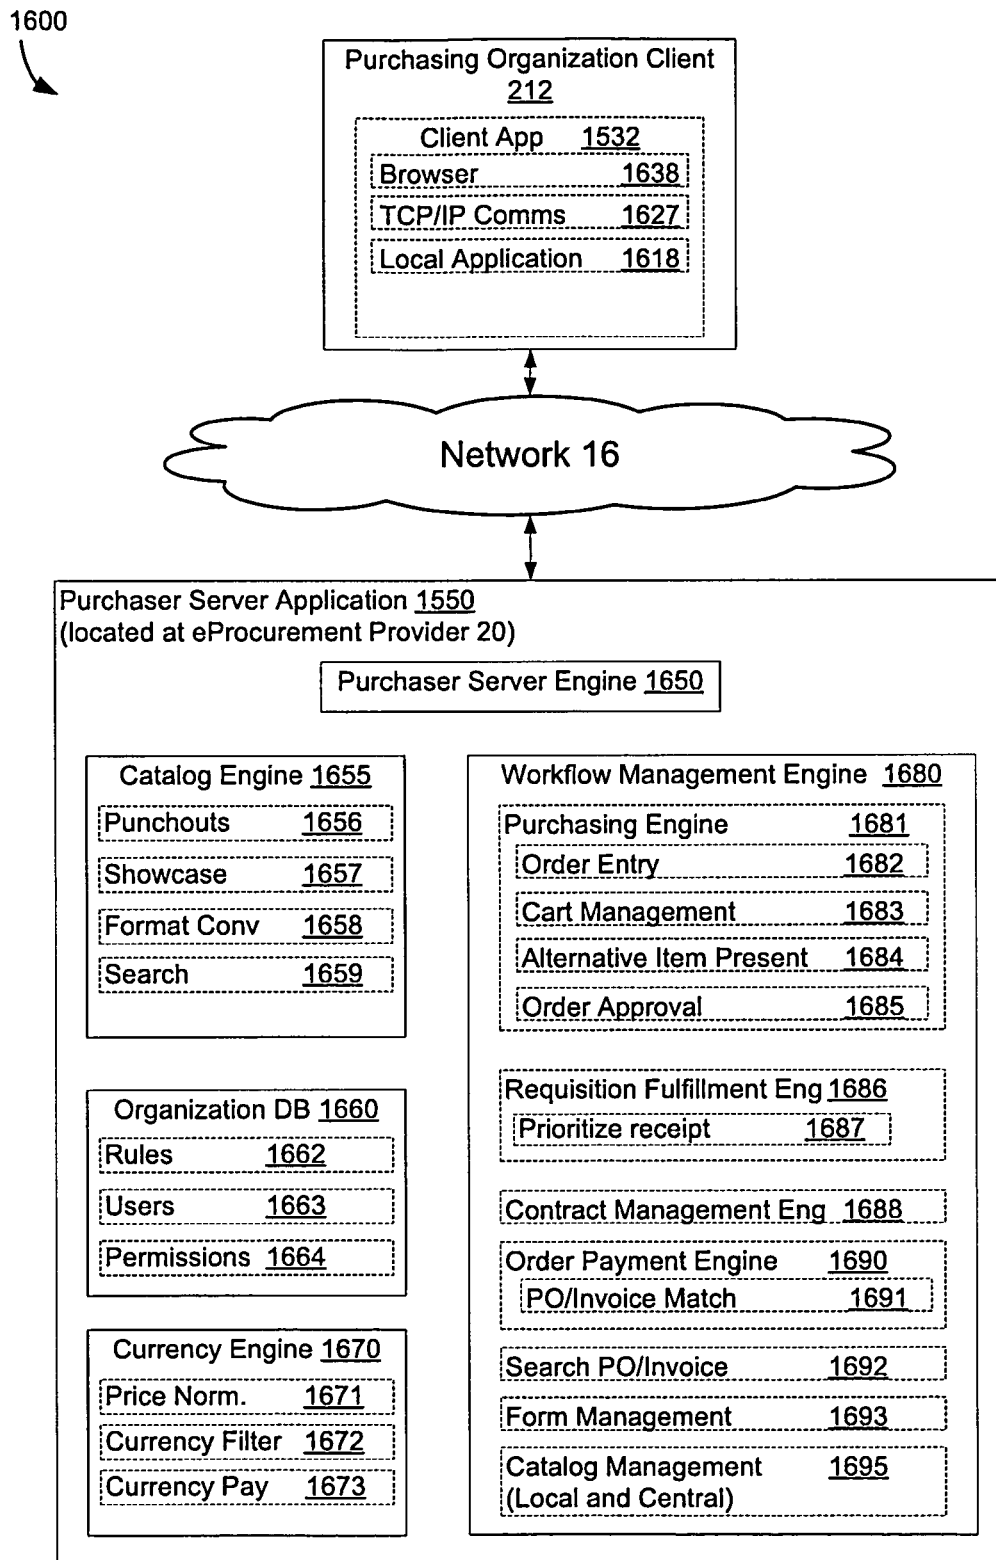 1600
Purchasing Organization Client
212
Client App 1532
Browser 1638
TCP/IP Comms 1627
Local Application 1618
Network 16
Purchaser Server Application 1550
(located at eProcurement Provider 20)
Purchaser Server Engine 1650
Catalog Engine 1655
Punchouts 1656
Showcase 1657
Format Conv 1658
Search 1659
Organization DB 1660
Rules 1662
Users 1663
Permissions 1664
Currency Engine 1670
Price Norm. 1671
Currency Filter 1672
Currency Pay 1673
Workflow Management Engine 1680
Purchasing Engine 1681
Order Entry 1682
Cart Management 1683
Alternative Item Present 1684
Order Approval 1685
Requisition Fulfillment Eng 1686
Prioritize receipt 1687
Contract Management Eng 1688
Order Payment Engine 1690
PO/Invoice Match 1691
Search PO/Invoice 1692
Form Management 1693
Catalog Management 1695
(Local and Central)